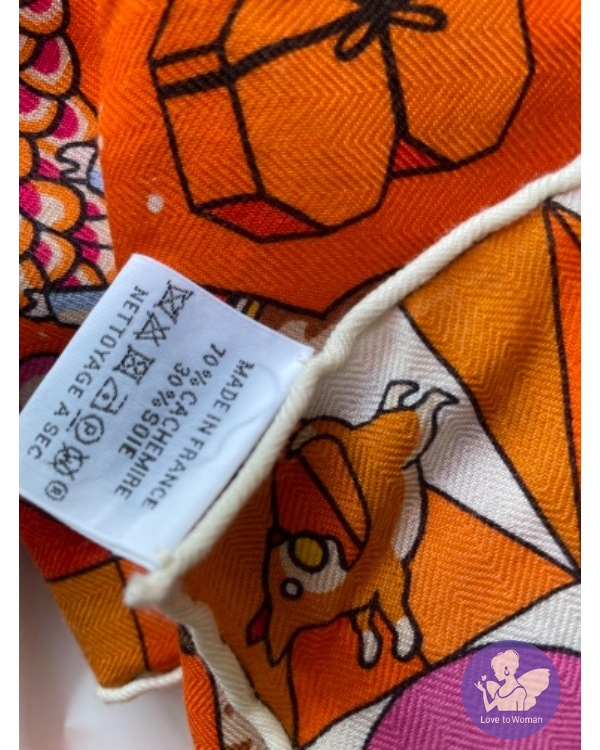 MADE IN FRANCE
70% CACHEMIRE
30% SOIE
NETTOYAGE A SEC
P
R
Love to Woman